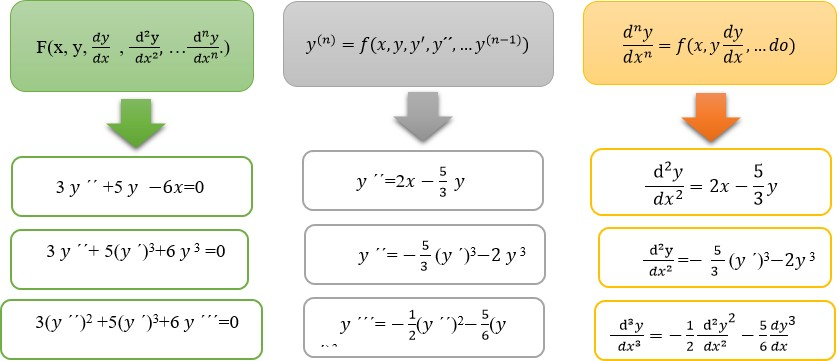 F(x, y, dy/dx , d²y/dx²' …dⁿy/dxⁿ.)
y⁽ⁿ⁾ = f(x, y, y′, y′′, … y⁽ⁿ⁻¹⁾)
dⁿy/dxⁿ = f(x, y dy/dx, … do)
3 y ´´ +5 y −6x=0
y ´´=2x − 5/3 y
d²y/dx² = 2x − 5/3 y
3 y ´´+ 5(y ´)³+6 y ³ =0
y ´´= − 5/3 (y ´)³−2 y ³
d²y/dx² =− 5/3 (y ´)³−2y ³
3(y ´´)² +5(y ´)³+6 y ´´´=0
y ´´´= − 1/2 (y ´´)²− 5/6 (y
d³y/dx³ = − 1/2 d²y²/dx² − 5/6 dy³/dx